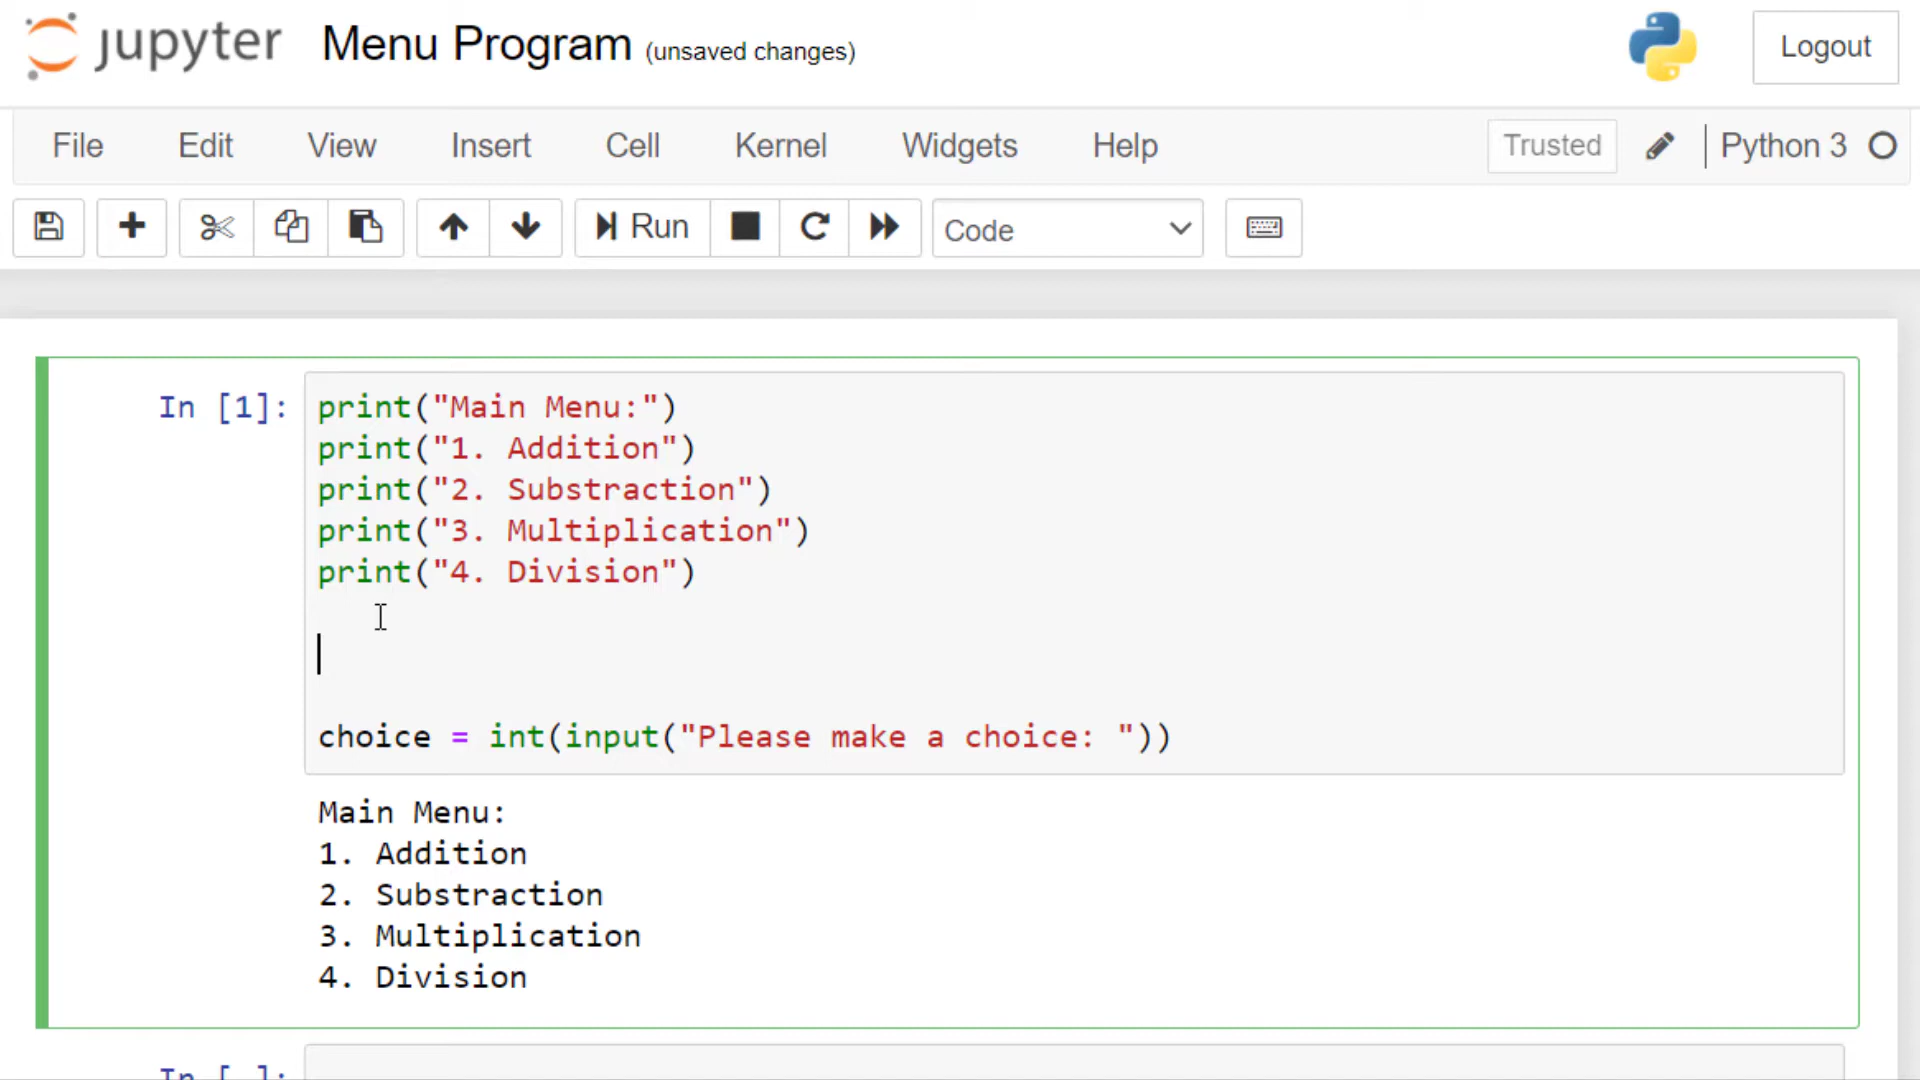 jupyter Menu Program (unsaved changes) Logout
File Edit View Insert Cell Kernel Widgets Help Trusted Python 3
Run Code
In [1]: print("Main Menu:")
print("1. Addition")
print("2. Substraction")
print("3. Multiplication")
print("4. Division")
choice = int(input("Please make a choice: "))
Main Menu:
1. Addition
2. Substraction
3. Multiplication
4. Division
In [ ]: